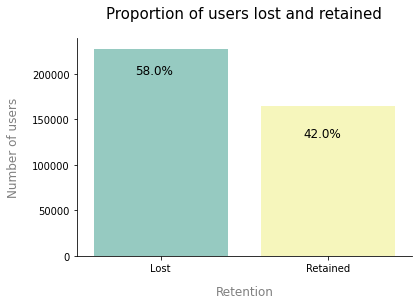 Proportion of users lost and retained
Number of users
200000
150000
100000
50000
0
58.0%
42.0%
Lost
Retained
Retention